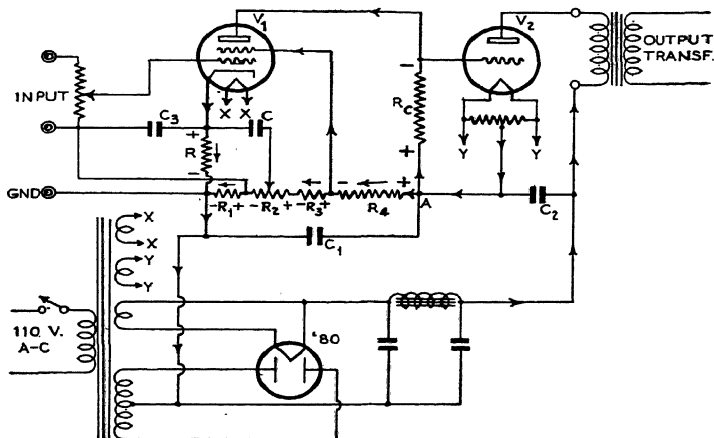 V1
V2
OUTPUT
TRANSF.
INPUT
C3
X X
C
+
R
-
-
RC
+
Y Y
GND
-R1+
-R2+
-R3+
- +
R4
A
C2
C1
X
X
Y
Y
110 V.
A-C
'80